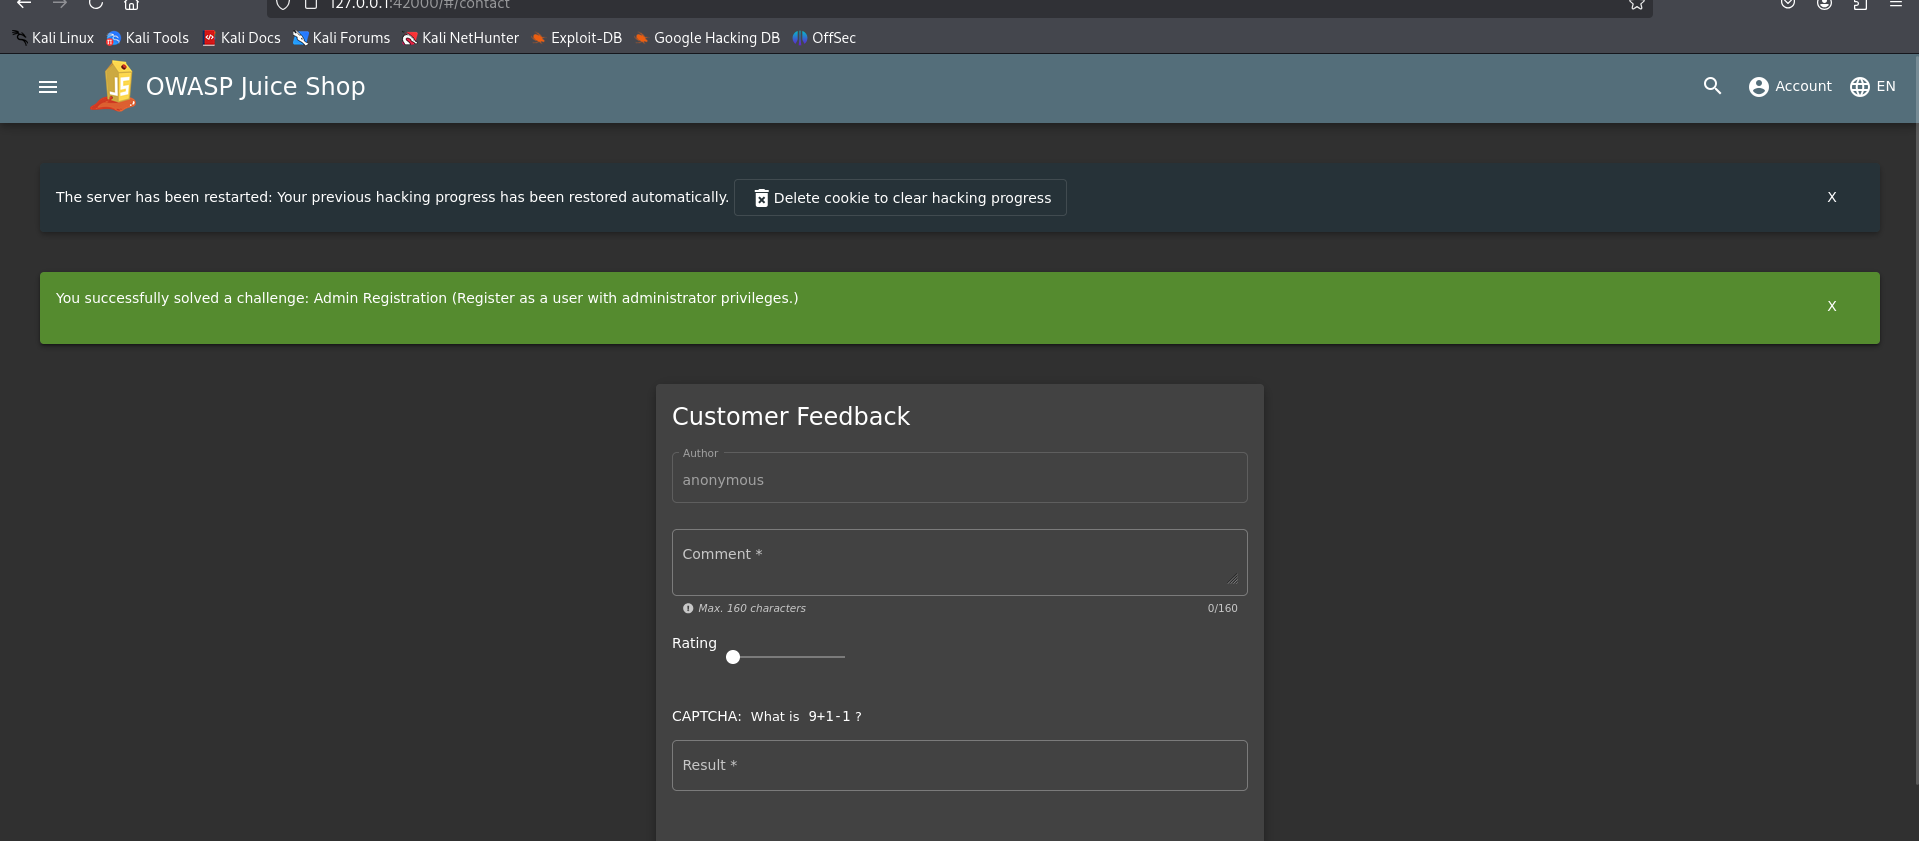 127.0.0.1:42000/#/contact
Kali Linux Kali Tools Kali Docs Kali Forums Kali NetHunter Exploit-DB Google Hacking DB OffSec
JS OWASP Juice Shop Account EN
The server has been restarted: Your previous hacking progress has been restored automatically. Delete cookie to clear hacking progress X
You successfully solved a challenge: Admin Registration (Register as a user with administrator privileges.) X
Customer Feedback
Author
anonymous
Comment *
Max. 160 characters 0/160
Rating
CAPTCHA: What is 9+1-1 ?
Result *